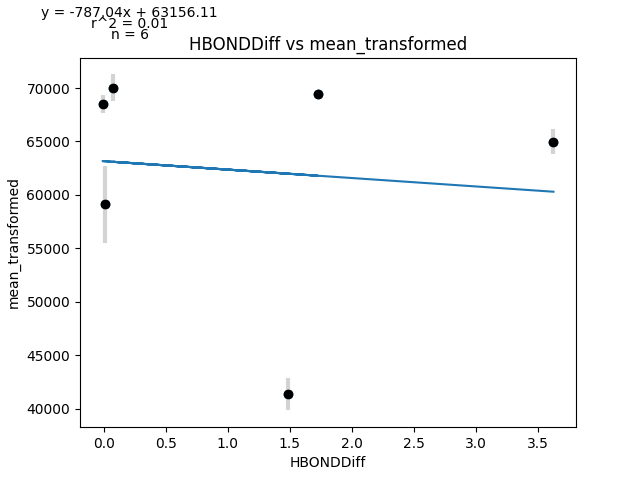 y = -787.04x + 63156.11
r^2 = 0.01
n = 6
HBONDDiff vs mean_transformed
70000
65000
60000
55000
50000
45000
40000
mean_transformed
0.0 0.5 1.0 1.5 2.0 2.5 3.0 3.5
HBONDDiff